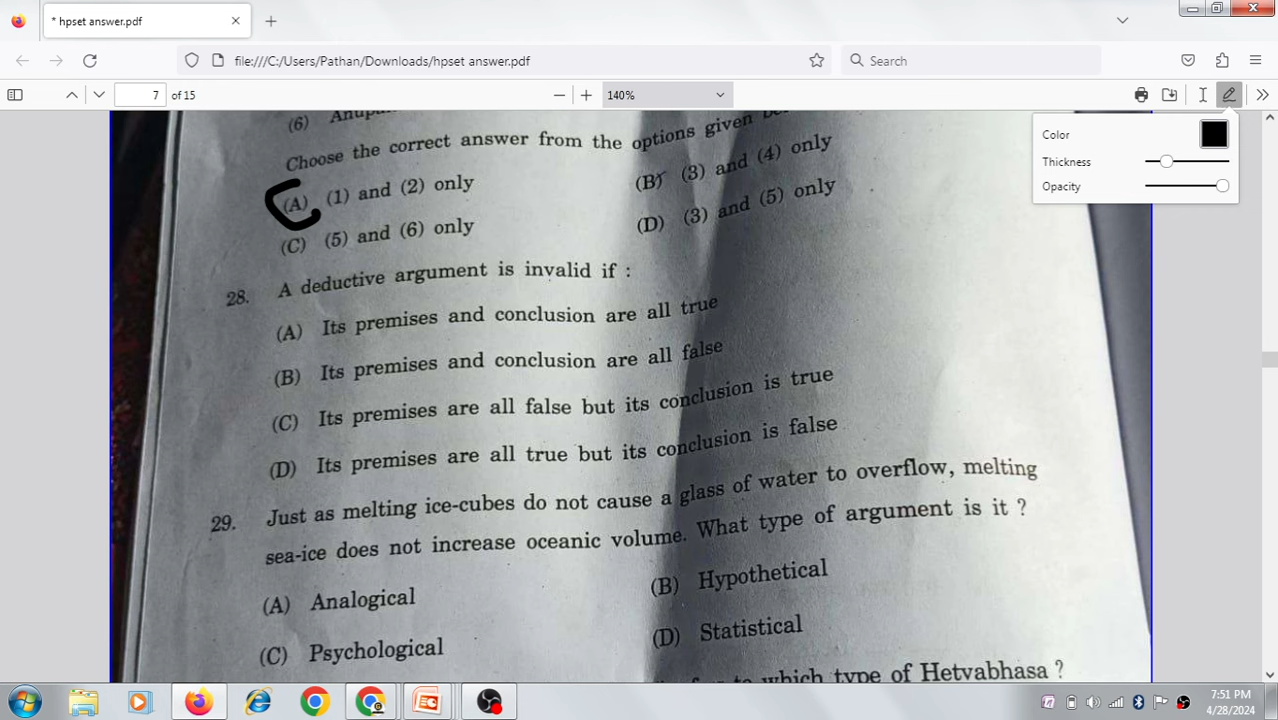 * hpset answer.pdf
file:///C:/Users/Pathan/Downloads/hpset answer.pdf
Search
7 of 15
140%
Color
Thickness
Opacity
(6)
Choose the correct answer from the options given
(A) (1) and (2) only
(B) (3) and (4) only
(C) (5) and (6) only
(D) (3) and (5) only
28. A deductive argument is invalid if :
(A) Its premises and conclusion are all true
(B) Its premises and conclusion are all false
(C) Its premises are all false but its conclusion is true
(D) Its premises are all true but its conclusion is false
29. Just as melting ice-cubes do not cause a glass of water to overflow, melting
sea-ice does not increase oceanic volume. What type of argument is it ?
(A) Analogical
(B) Hypothetical
(C) Psychological
(D) Statistical
which type of Hetvabhasa ?
7:51 PM
4/28/2024